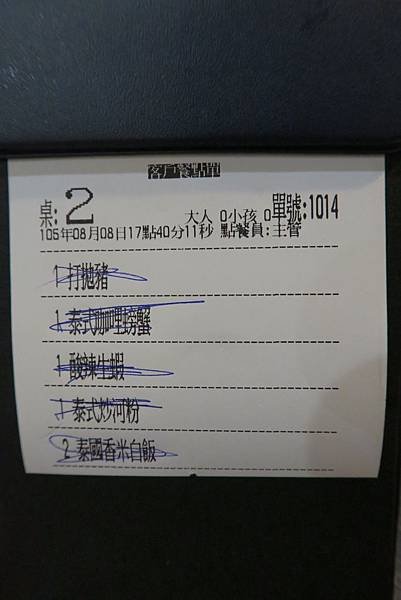 客戶餐點單
桌: 2 大人 0小孩 0單號:1014
105年08月08日17點40分11秒 點餐員:主管
1 打拋豬
1 泰式咖哩螃蟹
1 酸辣生蝦
1 泰式炒河粉
2 泰國香米白飯